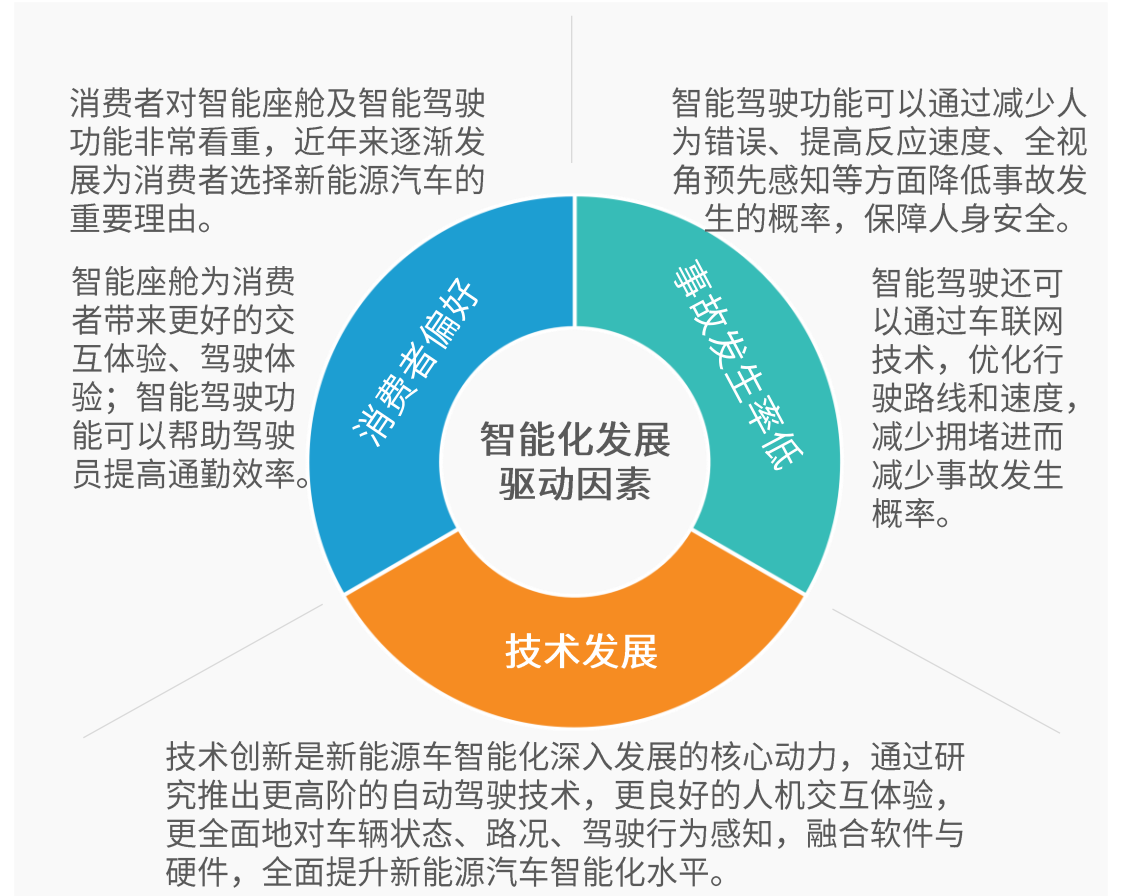 消费者对智能座舱及智能驾驶
功能非常看重，近年来逐渐发
展为消费者选择新能源汽车的
重要理由。
智能座舱为消费
者带来更好的交
互体验、驾驶体
验；智能驾驶功
能可以帮助驾驶
员提高通勤效率。
智能驾驶功能可以通过减少人
为错误、提高反应速度、全视
角预先感知等方面降低事故发
生的概率，保障人身安全。
智能驾驶还可
以通过车联网
技术，优化行
驶路线和速度，
减少拥堵进而
减少事故发生
概率。
消费者偏好
事故发生率低
智能化发展
驱动因素
技术发展
技术创新是新能源车智能化深入发展的核心动力，通过研
究推出更高阶的自动驾驶技术，更良好的人机交互体验，
更全面地对车辆状态、路况、驾驶行为感知，融合软件与
硬件，全面提升新能源汽车智能化水平。